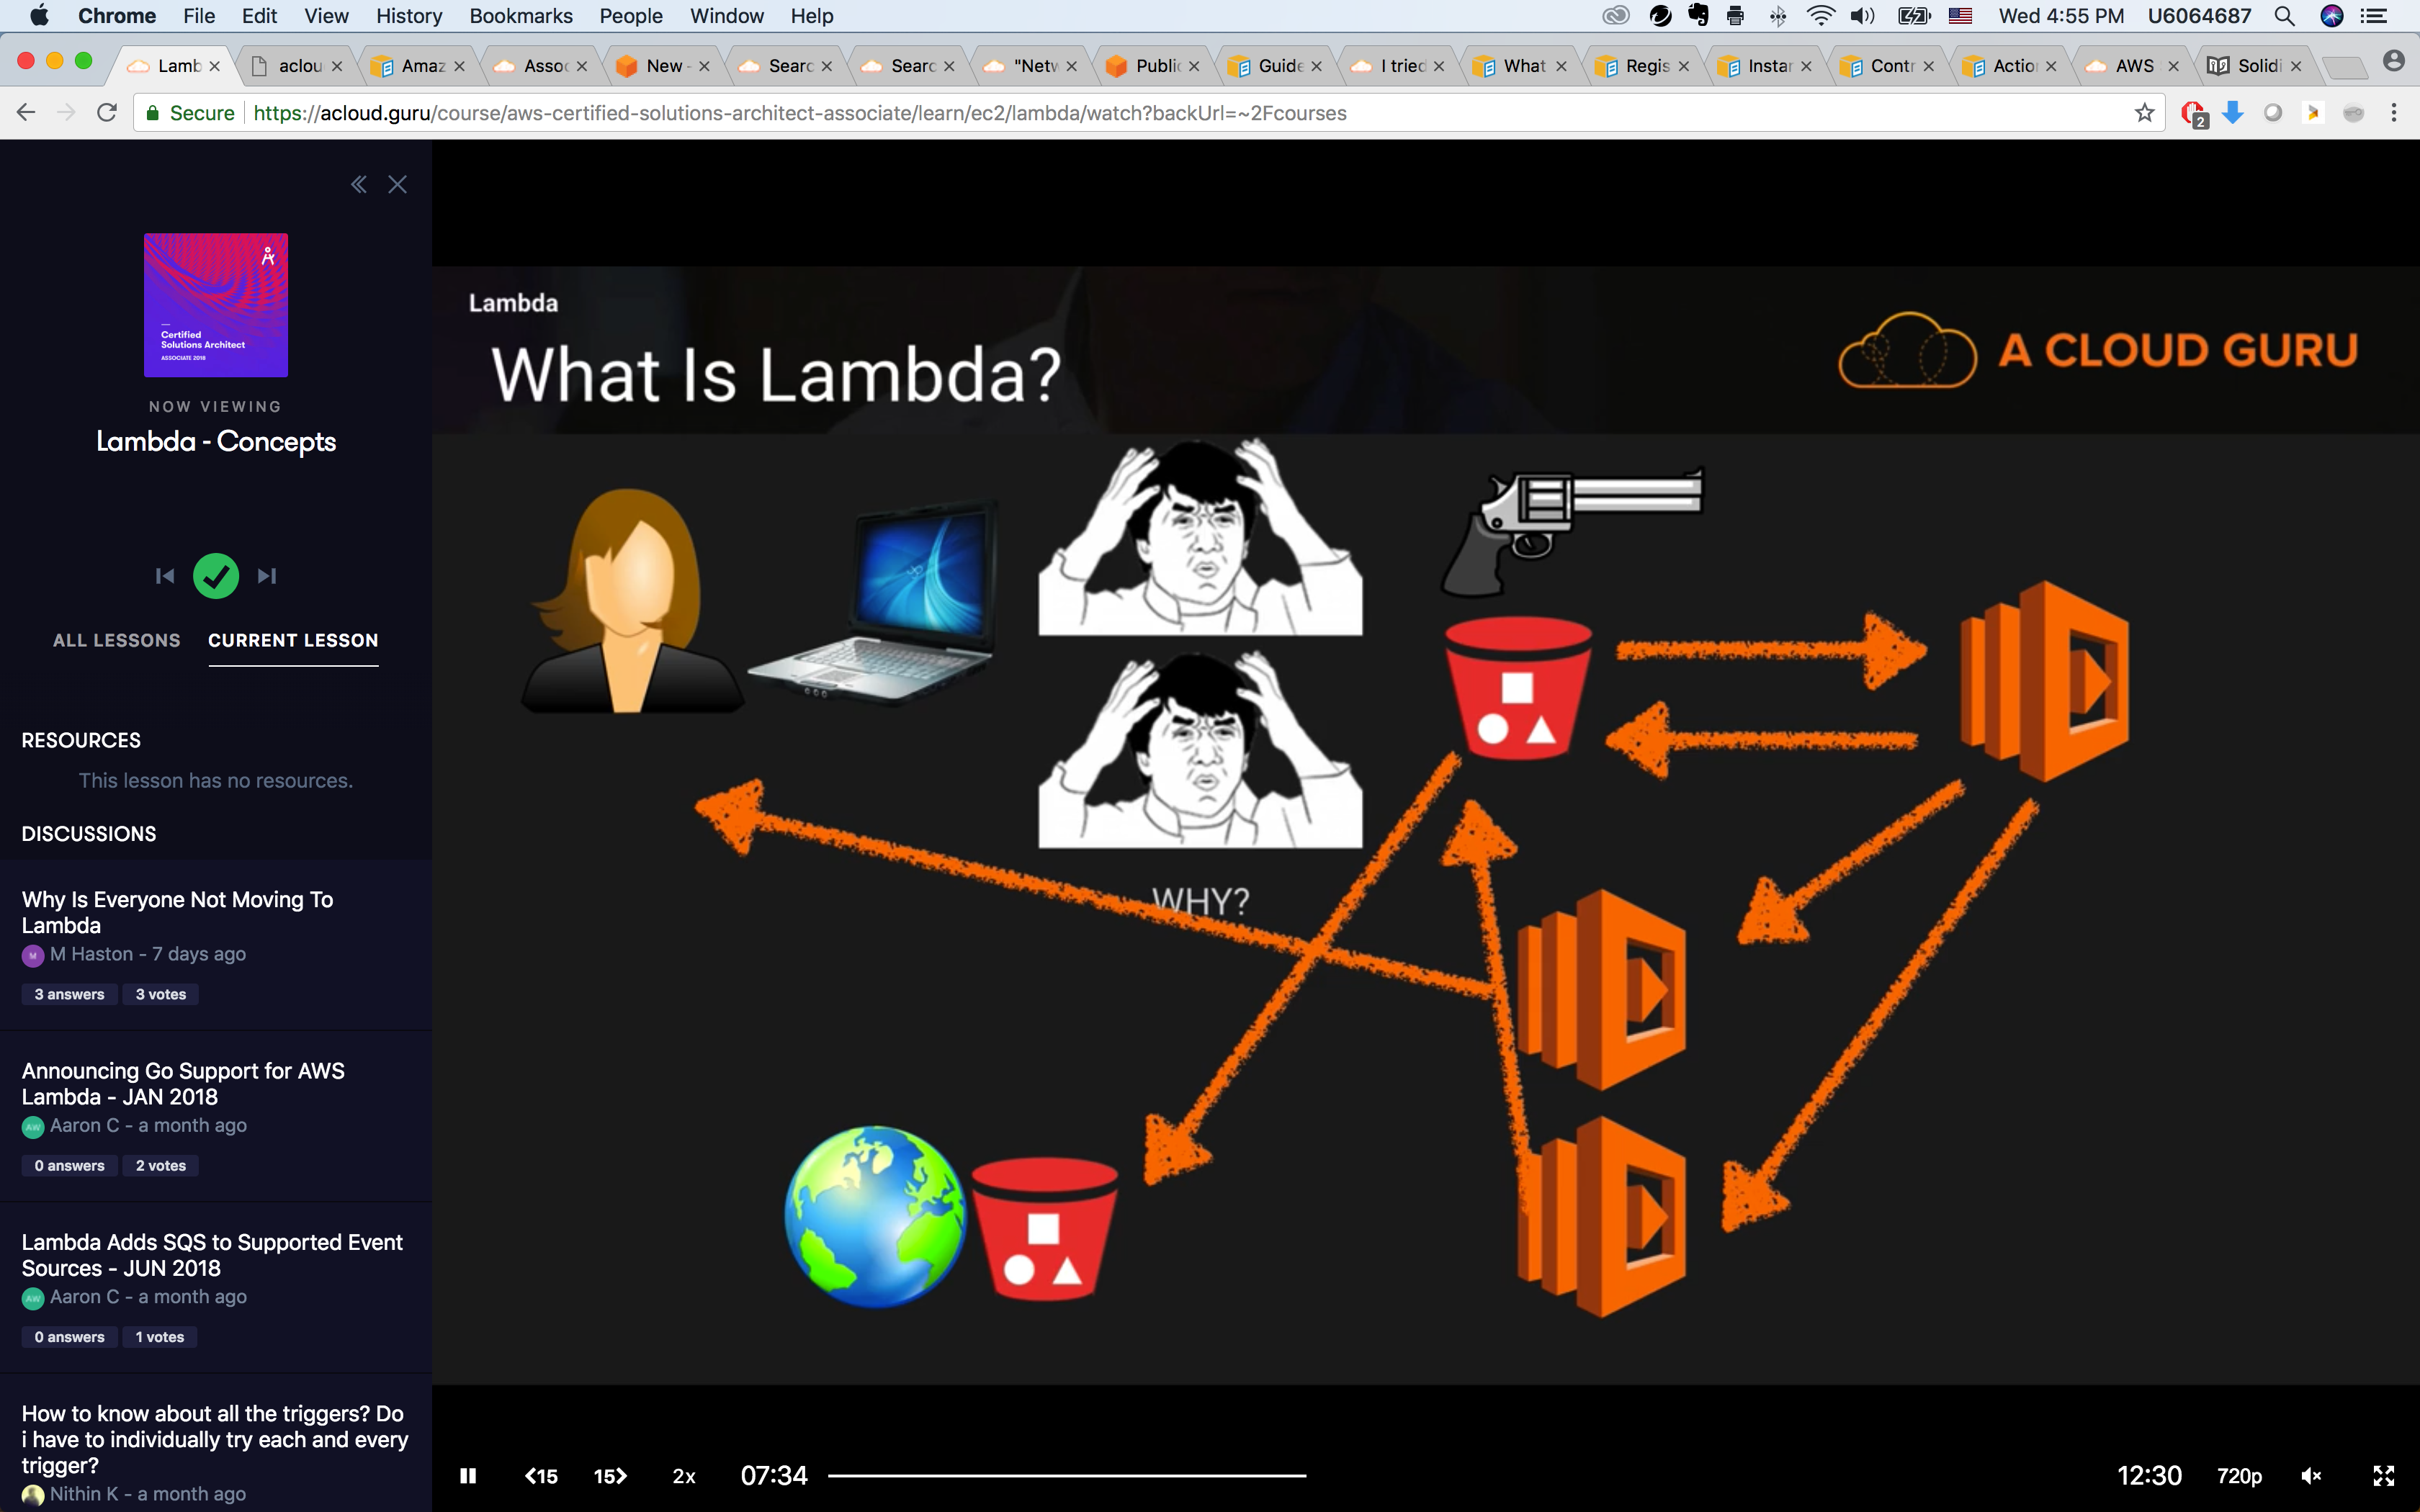 Chrome File Edit View History Bookmarks People Window Help Wed 4:55 PM U6064687
Lamb aclou Amaz Assoc New - Searc Searc "Netw Public Guide I tried What Regis Instar Contr Action AWS Solidi
Secure https://acloud.guru/course/aws-certified-solutions-architect-associate/learn/ec2/lambda/watch?backUrl=~2Fcourses 2
Certified
Solutions Architect
ASSOCIATE 2018
NOW VIEWING
Lambda - Concepts
ALL LESSONS CURRENT LESSON
RESOURCES
This lesson has no resources.
DISCUSSIONS
Why Is Everyone Not Moving To
Lambda
M M Haston - 7 days ago
3 answers 3 votes
Announcing Go Support for AWS
Lambda - JAN 2018
AW Aaron C - a month ago
0 answers 2 votes
Lambda Adds SQS to Supported Event
Sources - JUN 2018
AW Aaron C - a month ago
0 answers 1 votes
How to know about all the triggers? Do
i have to individually try each and every
trigger?
Nithin K - a month ago
Lambda
What Is Lambda?
A CLOUD GURU
WHY?
15 15 2x 07:34 12:30 720p